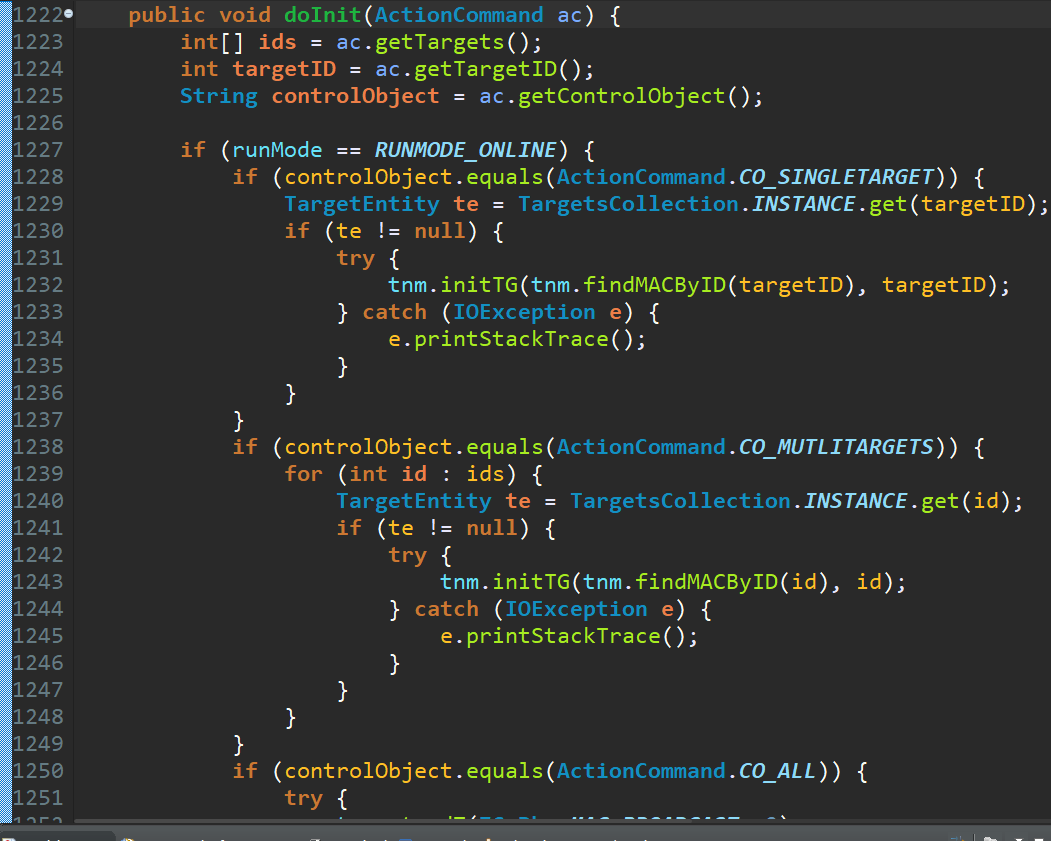 1222 public void doInit(ActionCommand ac) {
1223 int[] ids = ac.getTargets();
1224 int targetID = ac.getTargetID();
1225 String controlObject = ac.getControlObject();
1226
1227 if (runMode == RUNMODE_ONLINE) {
1228 if (controlObject.equals(ActionCommand.CO_SINGLETARGET)) {
1229 TargetEntity te = TargetsCollection.INSTANCE.get(targetID);
1230 if (te != null) {
1231 try {
1232 tnm.initTG(tnm.findMACByID(targetID), targetID);
1233 } catch (IOException e) {
1234 e.printStackTrace();
1235 }
1236 }
1237 }
1238 if (controlObject.equals(ActionCommand.CO_MUTLITARGETS)) {
1239 for (int id : ids) {
1240 TargetEntity te = TargetsCollection.INSTANCE.get(id);
1241 if (te != null) {
1242 try {
1243 tnm.initTG(tnm.findMACByID(id), id);
1244 } catch (IOException e) {
1245 e.printStackTrace();
1246 }
1247 }
1248 }
1249 }
1250 if (controlObject.equals(ActionCommand.CO_ALL)) {
1251 try {